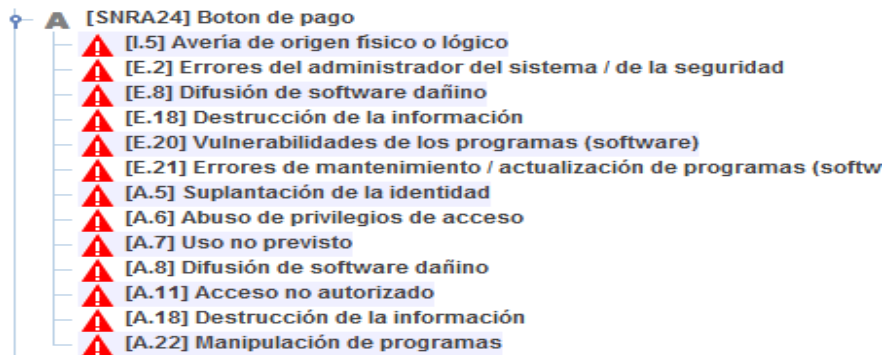 [SNRA24] Boton de pago
[I.5] Avería de origen físico o lógico
[E.2] Errores del administrador del sistema / de la seguridad
[E.8] Difusión de software dañino
[E.18] Destrucción de la información
[E.20] Vulnerabilidades de los programas (software)
[E.21] Errores de mantenimiento / actualización de programas (softw
[A.5] Suplantación de la identidad
[A.6] Abuso de privilegios de acceso
[A.7] Uso no previsto
[A.8] Difusión de software dañino
[A.11] Acceso no autorizado
[A.18] Destrucción de la información
[A.22] Manipulación de programas